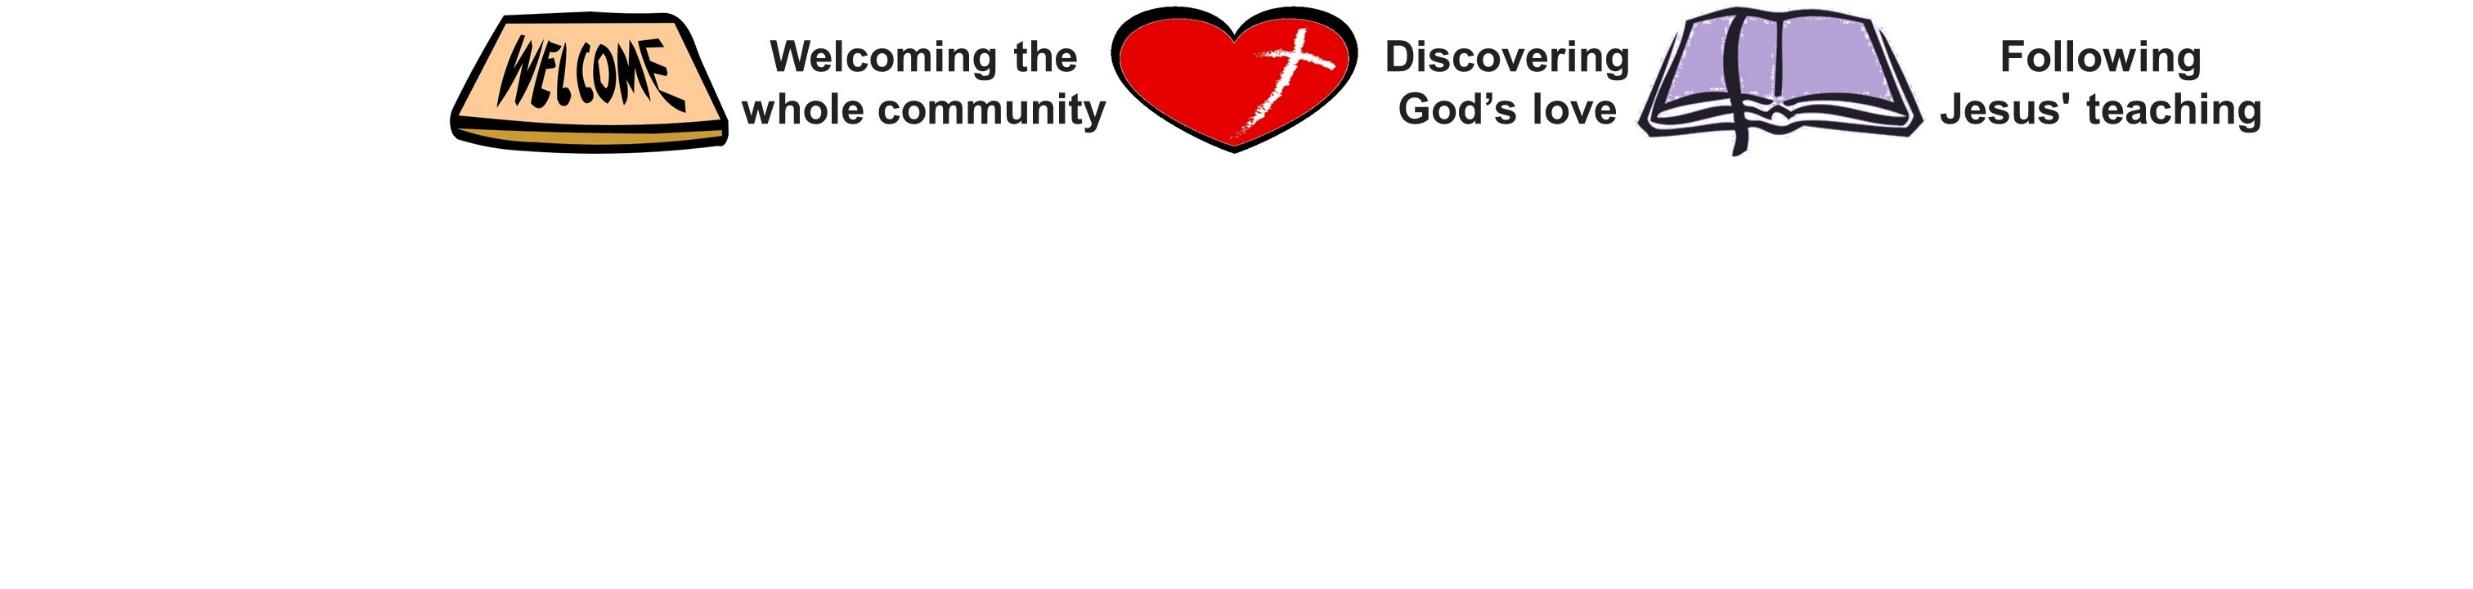 WELCOME
Welcoming the
whole community
Discovering
God’s love
Following
Jesus' teaching